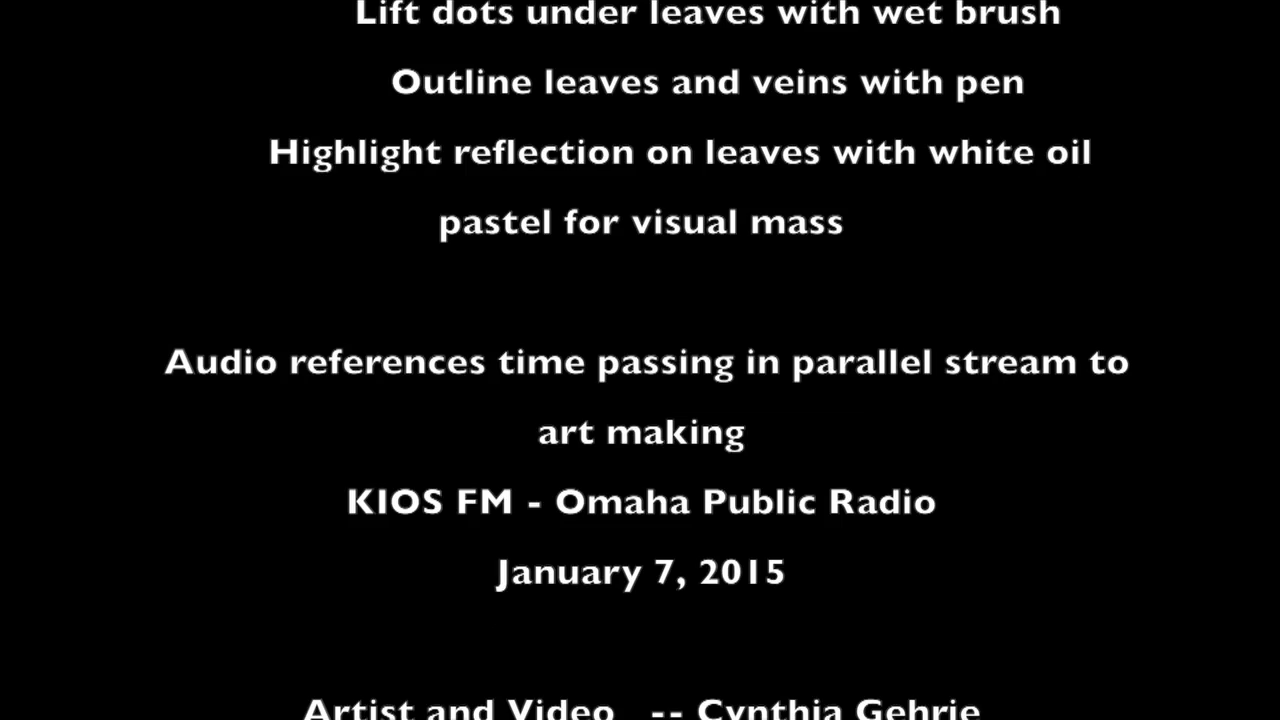 Lift dots under leaves with wet brush
Outline leaves and veins with pen
Highlight reflection on leaves with white oil
pastel for visual mass
Audio references time passing in parallel stream to
art making
KIOS FM - Omaha Public Radio
January 7, 2015
Artist and Video -- Cynthia Gehrie